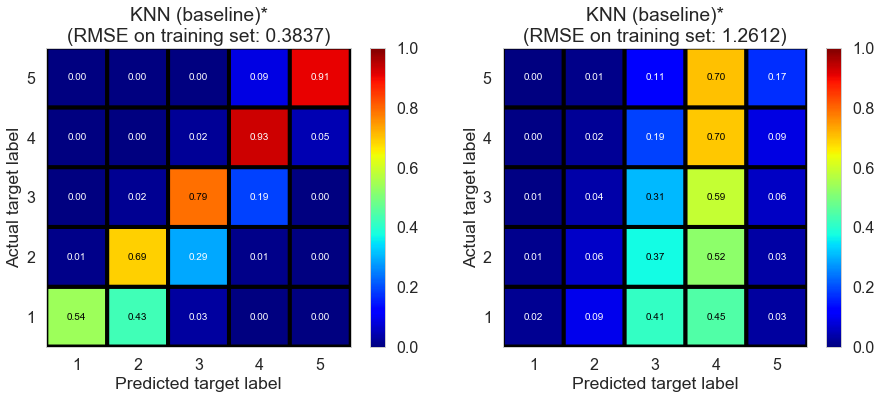 KNN (baseline)*
(RMSE on training set: 0.3837)
Actual target label
5
4
3
2
1
0.00 0.00 0.00 0.09 0.91
0.00 0.00 0.02 0.93 0.05
0.00 0.02 0.79 0.19 0.00
0.01 0.69 0.29 0.01 0.00
0.54 0.43 0.03 0.00 0.00
1 2 3 4 5
Predicted target label
1.0
0.8
0.6
0.4
0.2
0.0
KNN (baseline)*
(RMSE on training set: 1.2612)
Actual target label
5
4
3
2
1
0.00 0.01 0.11 0.70 0.17
0.00 0.02 0.19 0.70 0.09
0.01 0.04 0.31 0.59 0.06
0.01 0.06 0.37 0.52 0.03
0.02 0.09 0.41 0.45 0.03
1 2 3 4 5
Predicted target label
1.0
0.8
0.6
0.4
0.2
0.0